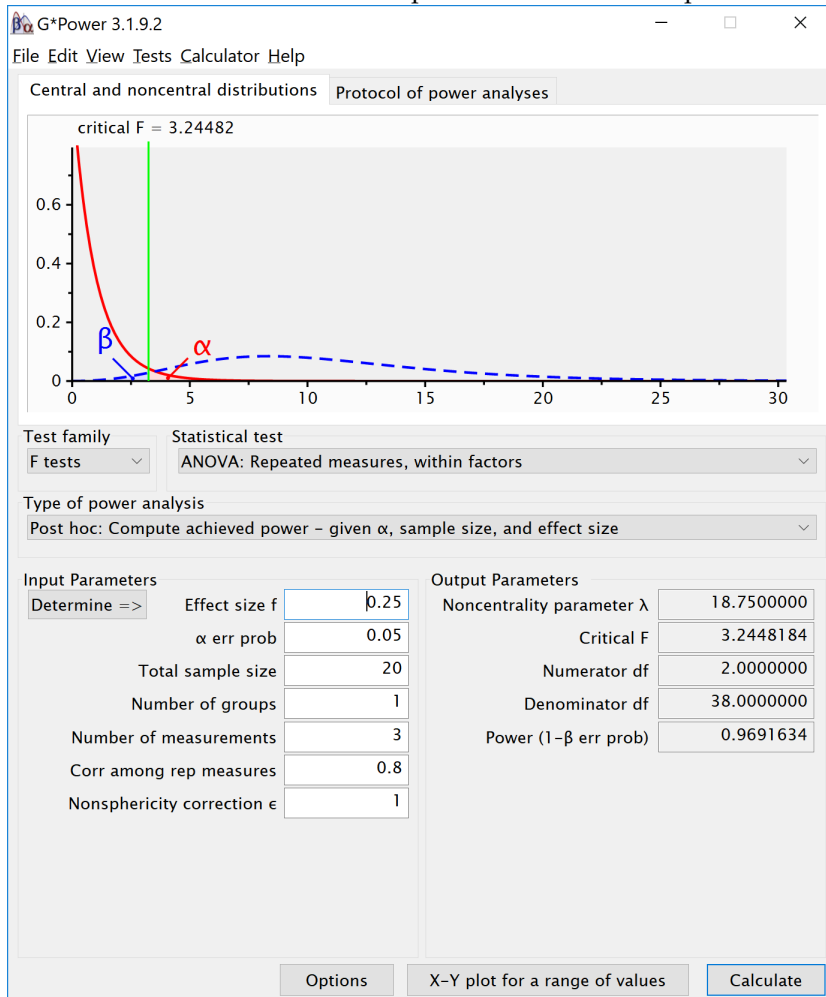 G*Power 3.1.9.2
File Edit View Tests Calculator Help
Central and noncentral distributions Protocol of power analyses
critical F = 3.24482
0.6
0.4
0.2
0
β
α
0 5 10 15 20 25 30
Test family Statistical test
F tests ANOVA: Repeated measures, within factors
Type of power analysis
Post hoc: Compute achieved power – given α, sample size, and effect size
Input Parameters Output Parameters
Determine => Effect size f 0.25 Noncentrality parameter λ 18.7500000
α err prob 0.05 Critical F 3.2448184
Total sample size 20 Numerator df 2.0000000
Number of groups 1 Denominator df 38.0000000
Number of measurements 3 Power (1-β err prob) 0.9691634
Corr among rep measures 0.8
Nonsphericity correction ϵ 1
Options X-Y plot for a range of values Calculate